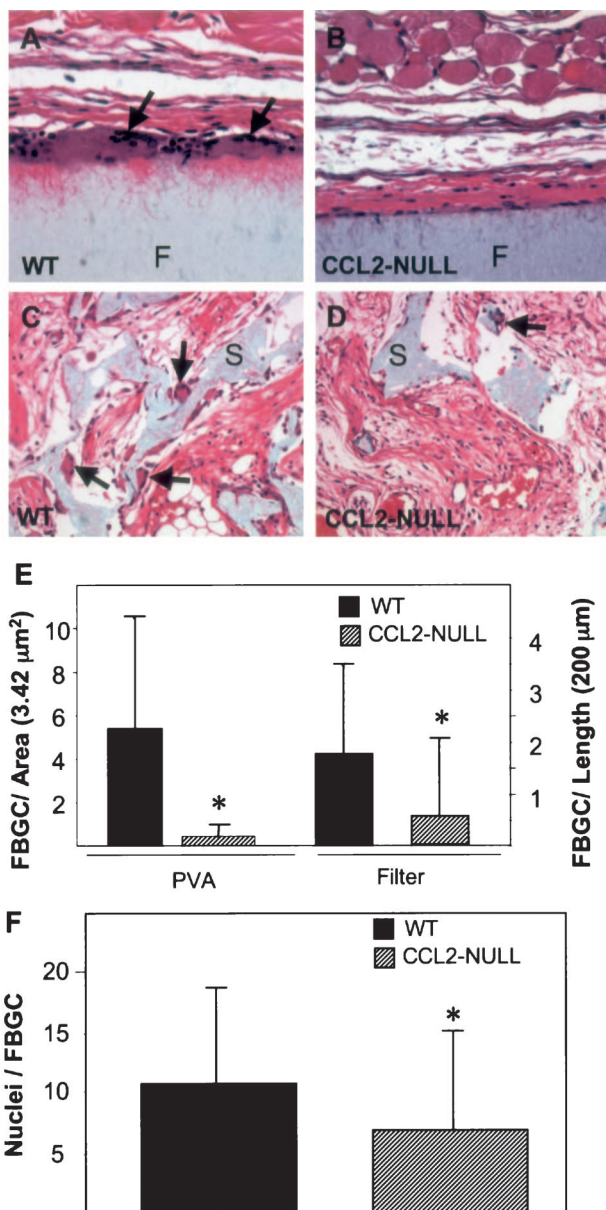 A
WT
F
B
CCL2-NULL
F
C
S
WT
D
S
CCL2-NULL
E
FBGC/ Area (3.42 µm²)
10
8
6
4
2
WT
CCL2-NULL
*
*
4
3
2
1
FBGC/ Length (200 µm)
PVA
Filter
F
Nuclei / FBGC
20
15
10
5
WT
CCL2-NULL
*